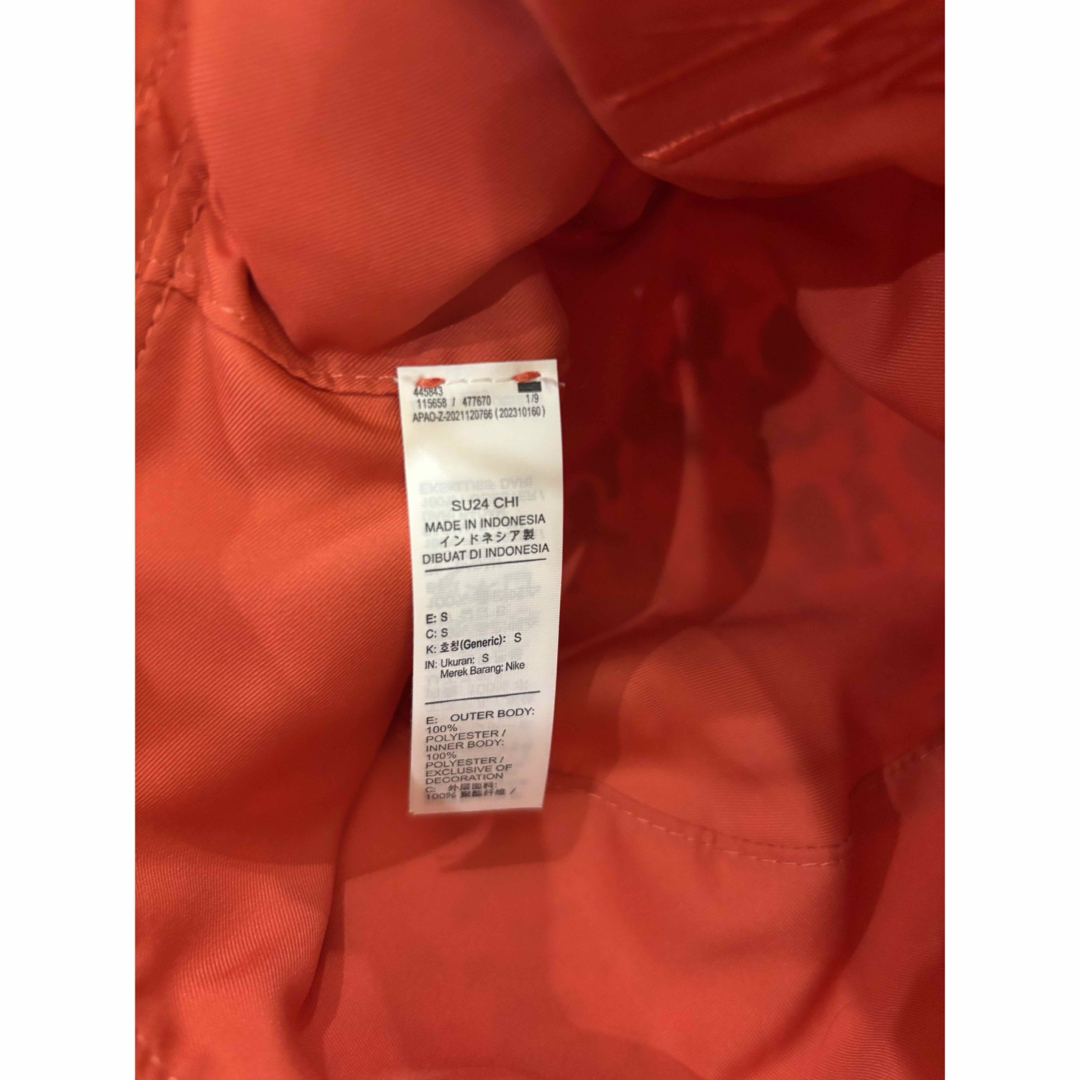 445843
115658 / 477670 1/9
APAO-Z-2021120766 (202310160)
SU24 CHI
MADE IN INDONESIA
インドネシア製
DIBUAT DI INDONESIA
E: S
C: S
K: 호칭(Generic): S
IN: Ukuran: S
Merek Barang: Nike
E: OUTER BODY:
100%
POLYESTER /
INNER BODY:
100%
POLYESTER /
EXCLUSIVE OF
DECORATION
C: 外层面料:
100% 聚酯纤维 /